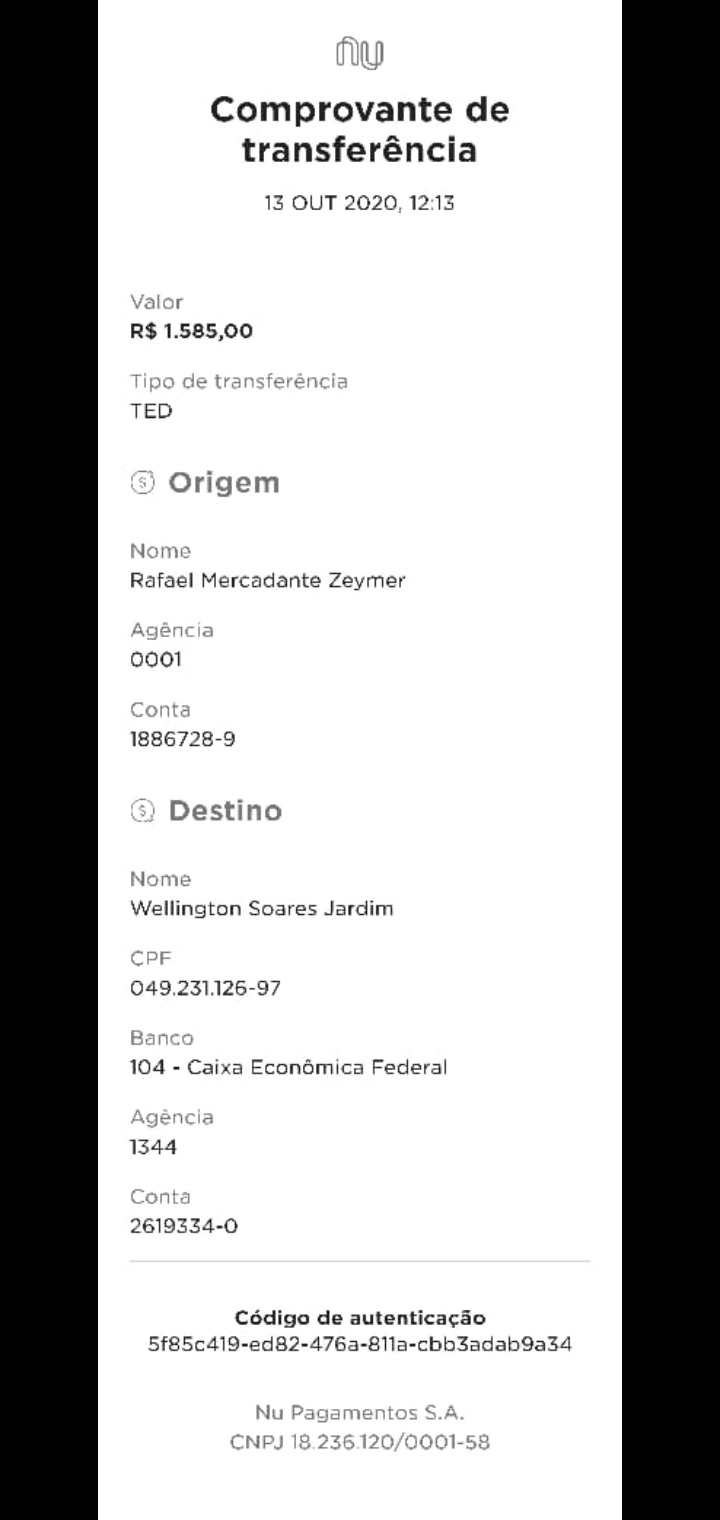 nu
Comprovante de
transferência
13 OUT 2020, 12:13
Valor
R$ 1.585,00
Tipo de transferência
TED
Origem
Nome
Rafael Mercadante Zeymer
Agência
0001
Conta
1886728-9
Destino
Nome
Wellington Soares Jardim
CPF
049.231.126-97
Banco
104 - Caixa Econômica Federal
Agência
1344
Conta
2619334-0
Código de autenticação
5f85c419-ed82-476a-811a-cbb3adab9a34
Nu Pagamentos S.A.
CNPJ 18.236.120/0001-58